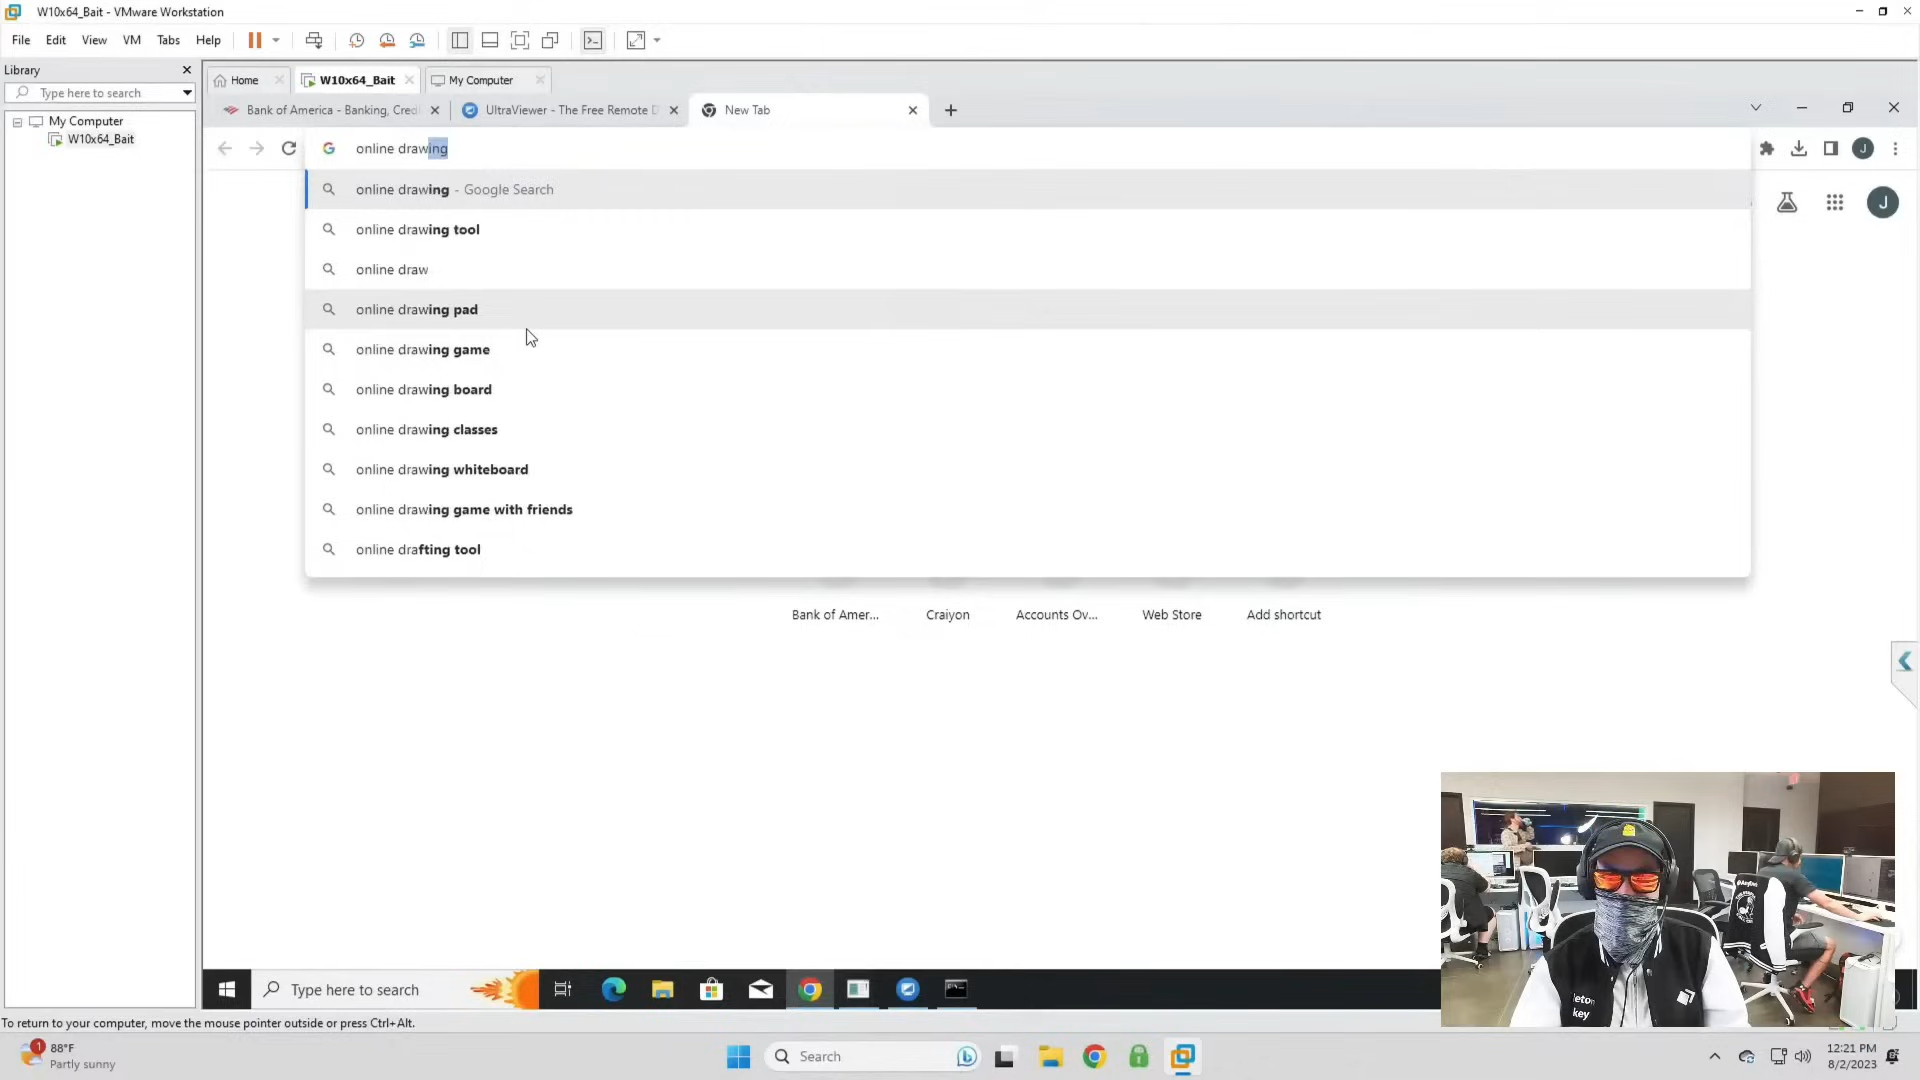 W10x64_Bait - VMware Workstation
File Edit View VM Tabs Help
Library
Type here to search
My Computer
W10x64_Bait
Home W10x64_Bait My Computer
Bank of America - Banking, Cred UltraViewer - The Free Remote D New Tab
online drawing
J
online drawing - Google Search
J
online drawing tool
online draw
online drawing pad
online drawing game
online drawing board
online drawing classes
online drawing whiteboard
online drawing game with friends
online drafting tool
Bank of Amer... Craiyon Accounts Ov... Web Store Add shortcut
Type here to search
To return to your computer, move the mouse pointer outside or press Ctrl+Alt.
1
88°F
Partly sunny
Search
12:21 PM
8/2/2023
leton
key